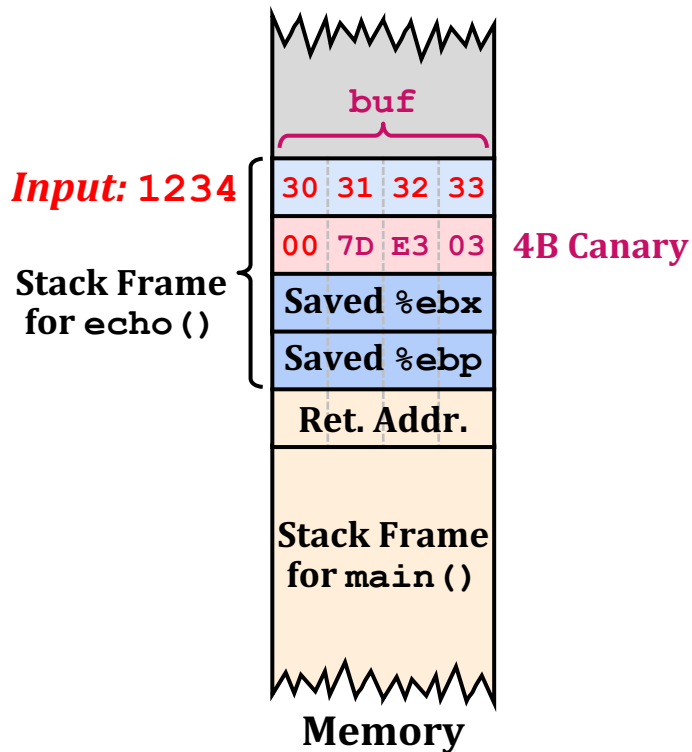 buf
Input: 1234
30 31 32 33
00 7D E3 03
4B Canary
Stack Frame
for echo()
Saved %ebx
Saved %ebp
Ret. Addr.
Stack Frame
for main()
Memory